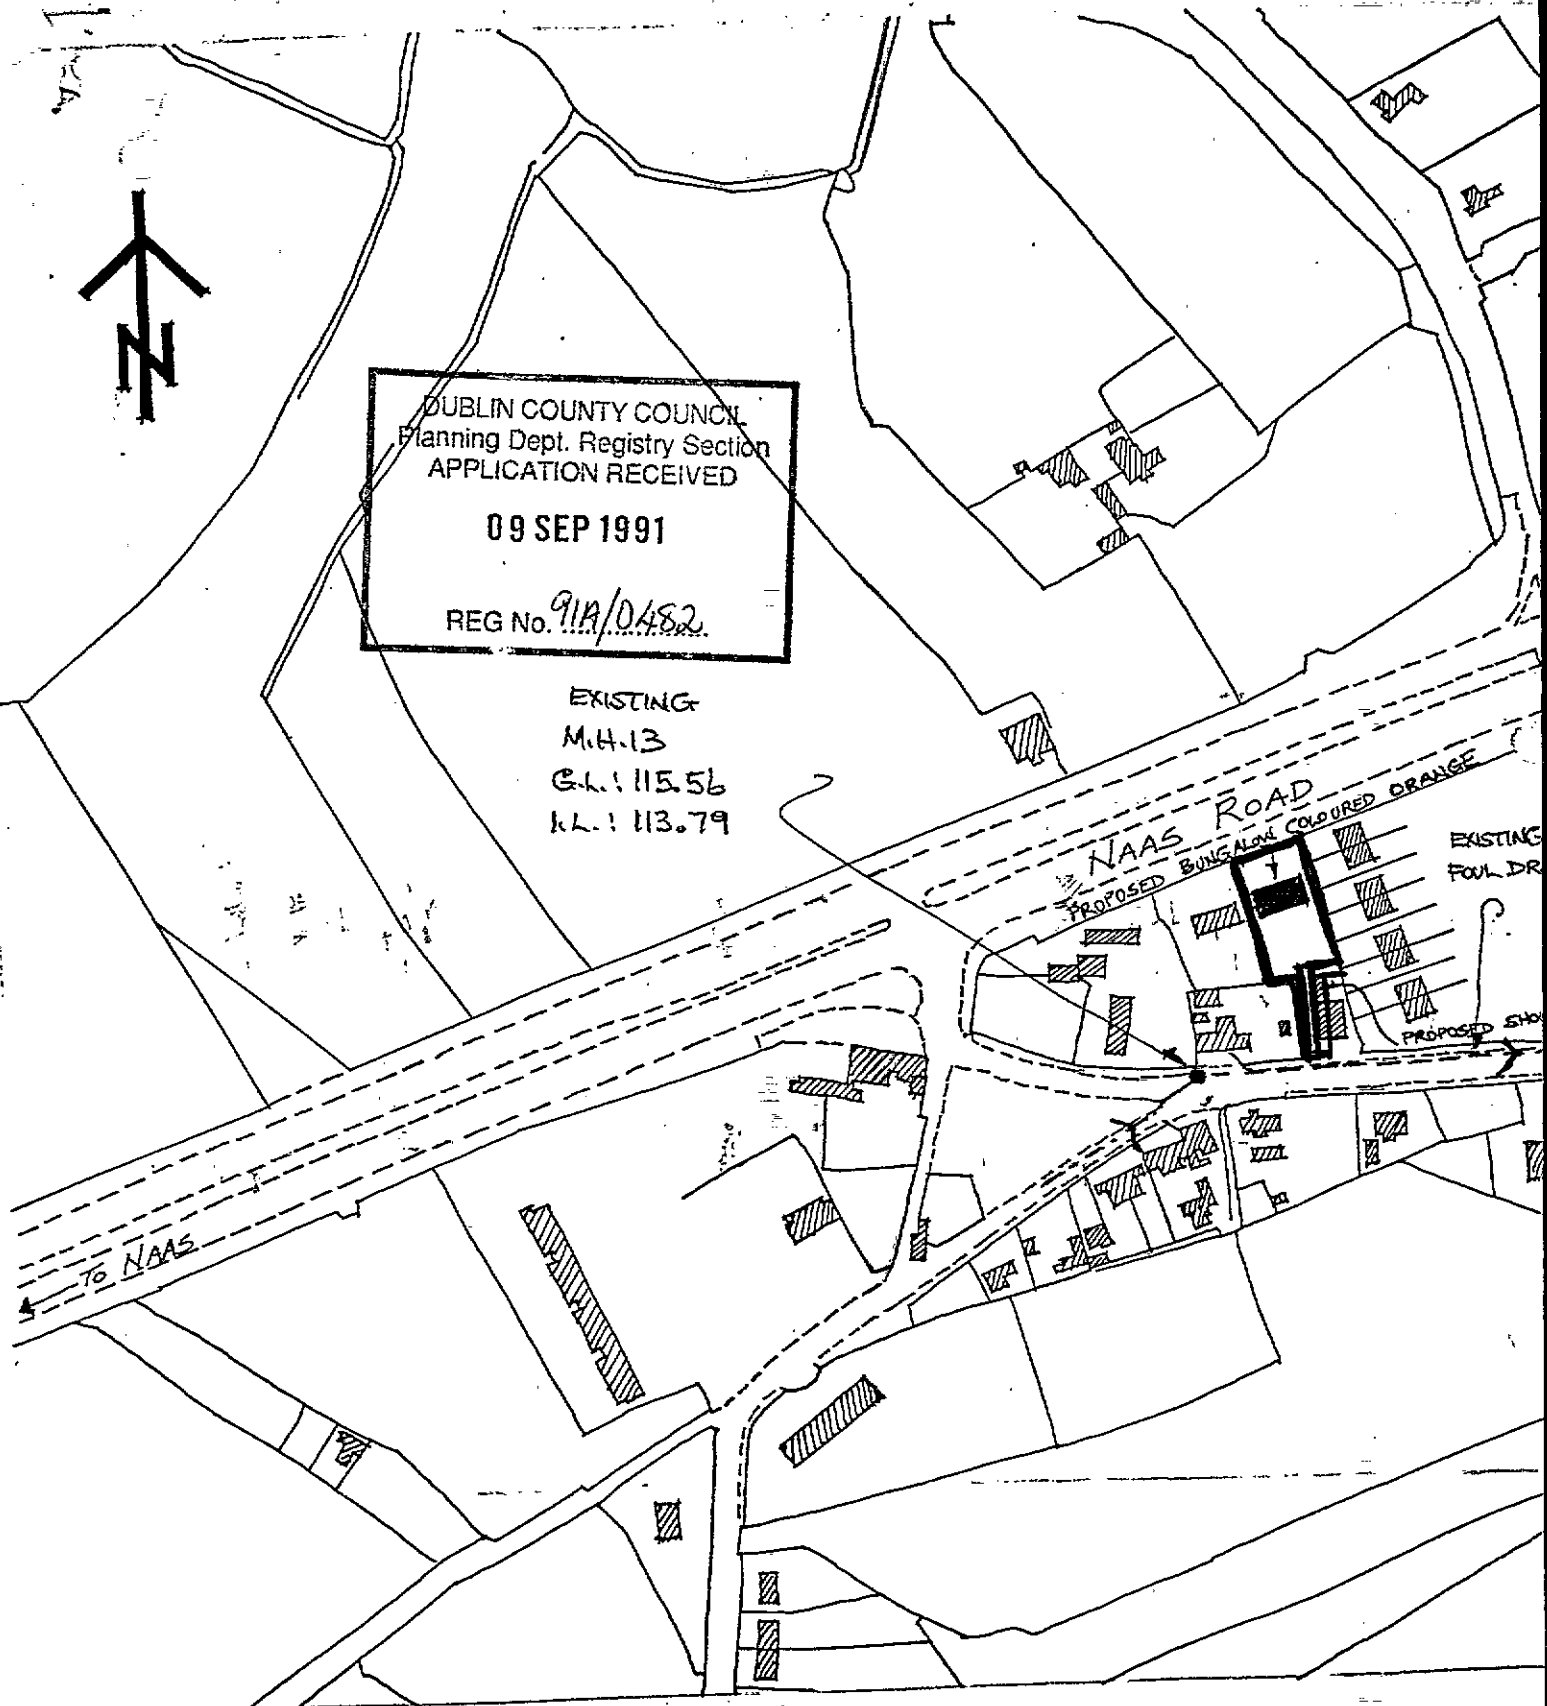 N
DUBLIN COUNTY COUNCIL
Planning Dept. Registry Section
APPLICATION RECEIVED
09 SEP 1991
REG No. 91A/0482
EXISTING
M.H.13
G.L.: 115.56
I.L.: 113.79
NAAS ROAD
PROPOSED BUNGALOW COLOURED ORANGE
EXISTING
FOUL DR
PROPOSED SHO
TO NAAS